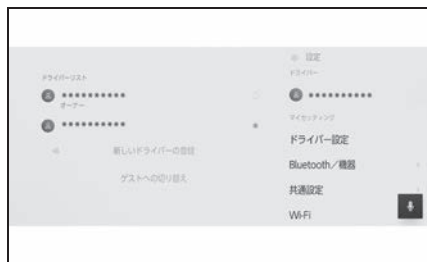 ドライバーリスト
●●●●●●●●●●
オーナー
●●●●●●●●●●
新しいドライバーの登録
ゲストへの切り替え
設定
ドライバー
●●●●●●●●●●
マイセッティング
ドライバー設定
Bluetooth／機器
共通設定
Wi-Fi